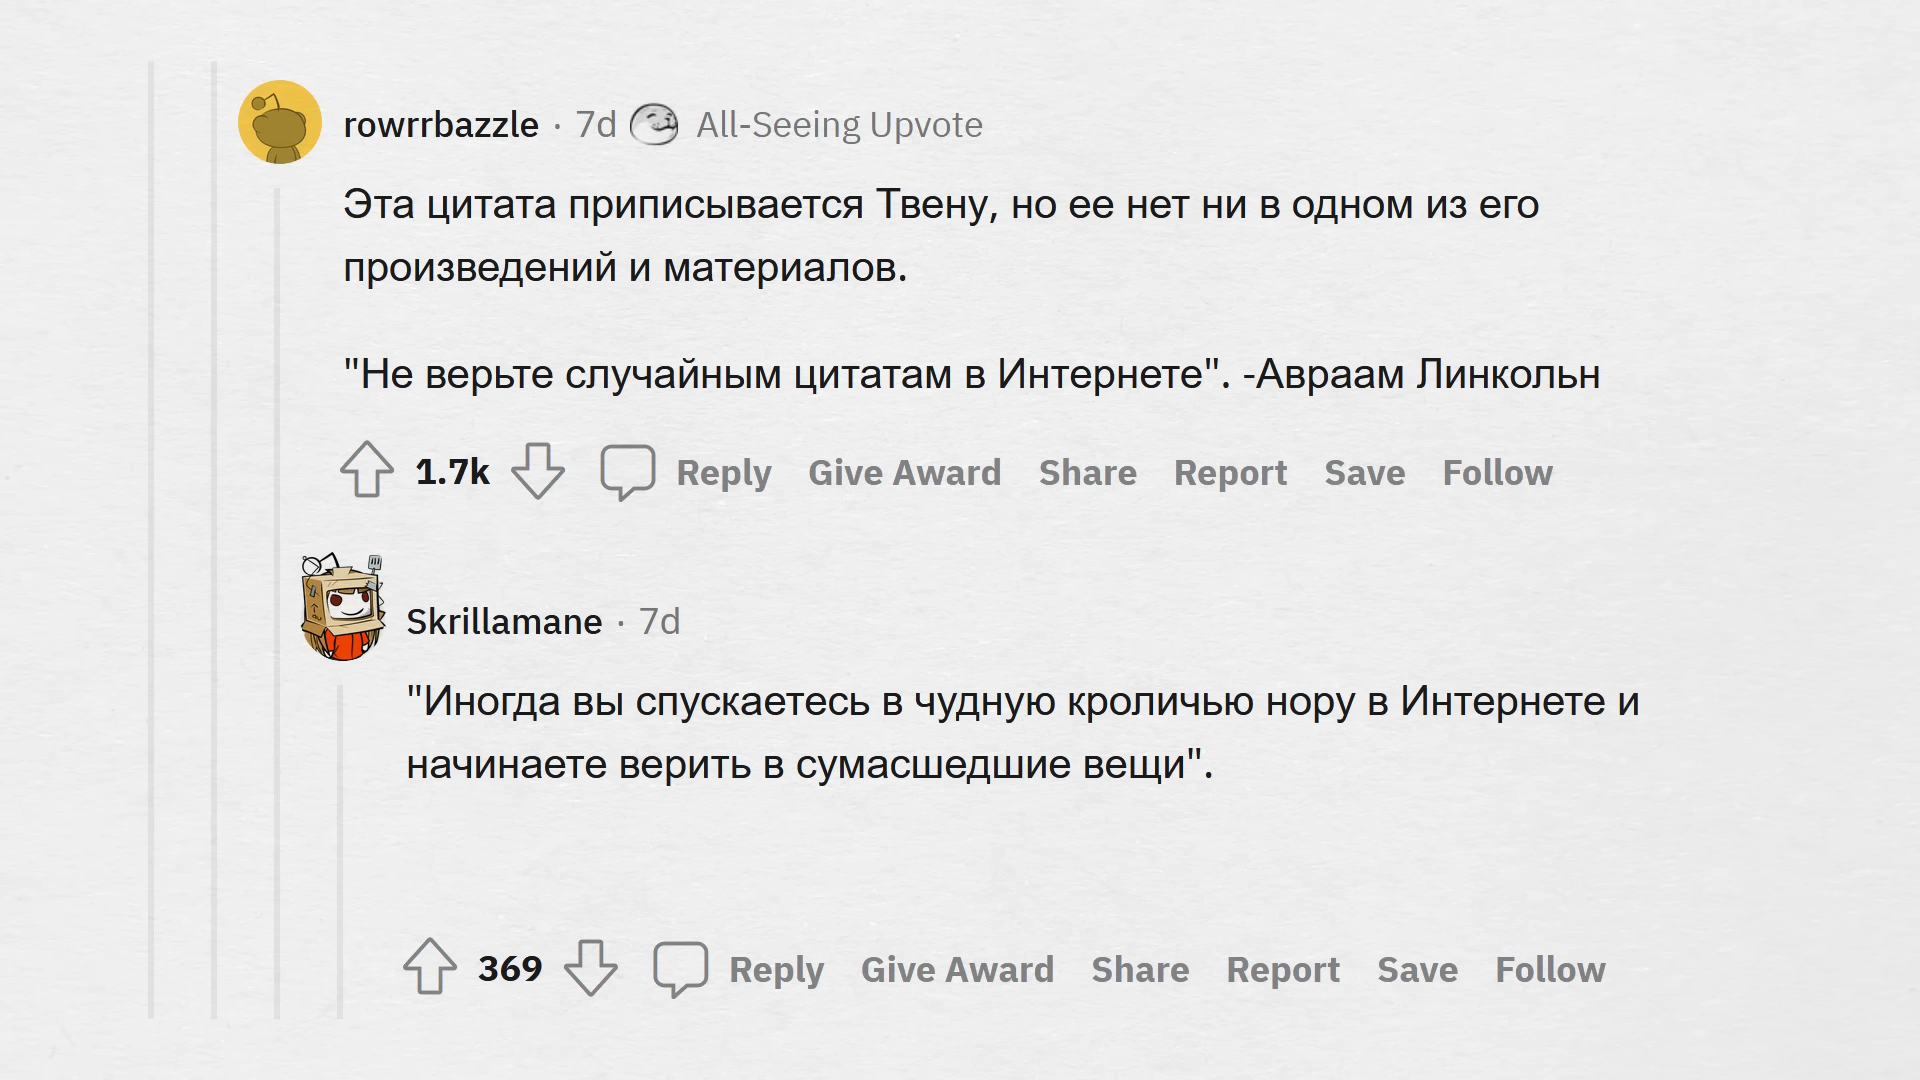 rowrrbazzle · 7d All-Seeing Upvote
Эта цитата приписывается Твену, но ее нет ни в одном из его
произведений и материалов.
"Не верьте случайным цитатам в Интернете". -Авраам Линкольн
1.7k Reply Give Award Share Report Save Follow
Skrillamane · 7d
"Иногда вы спускаетесь в чудную кроличью нору в Интернете и
начинаете верить в сумасшедшие вещи".
369 Reply Give Award Share Report Save Follow